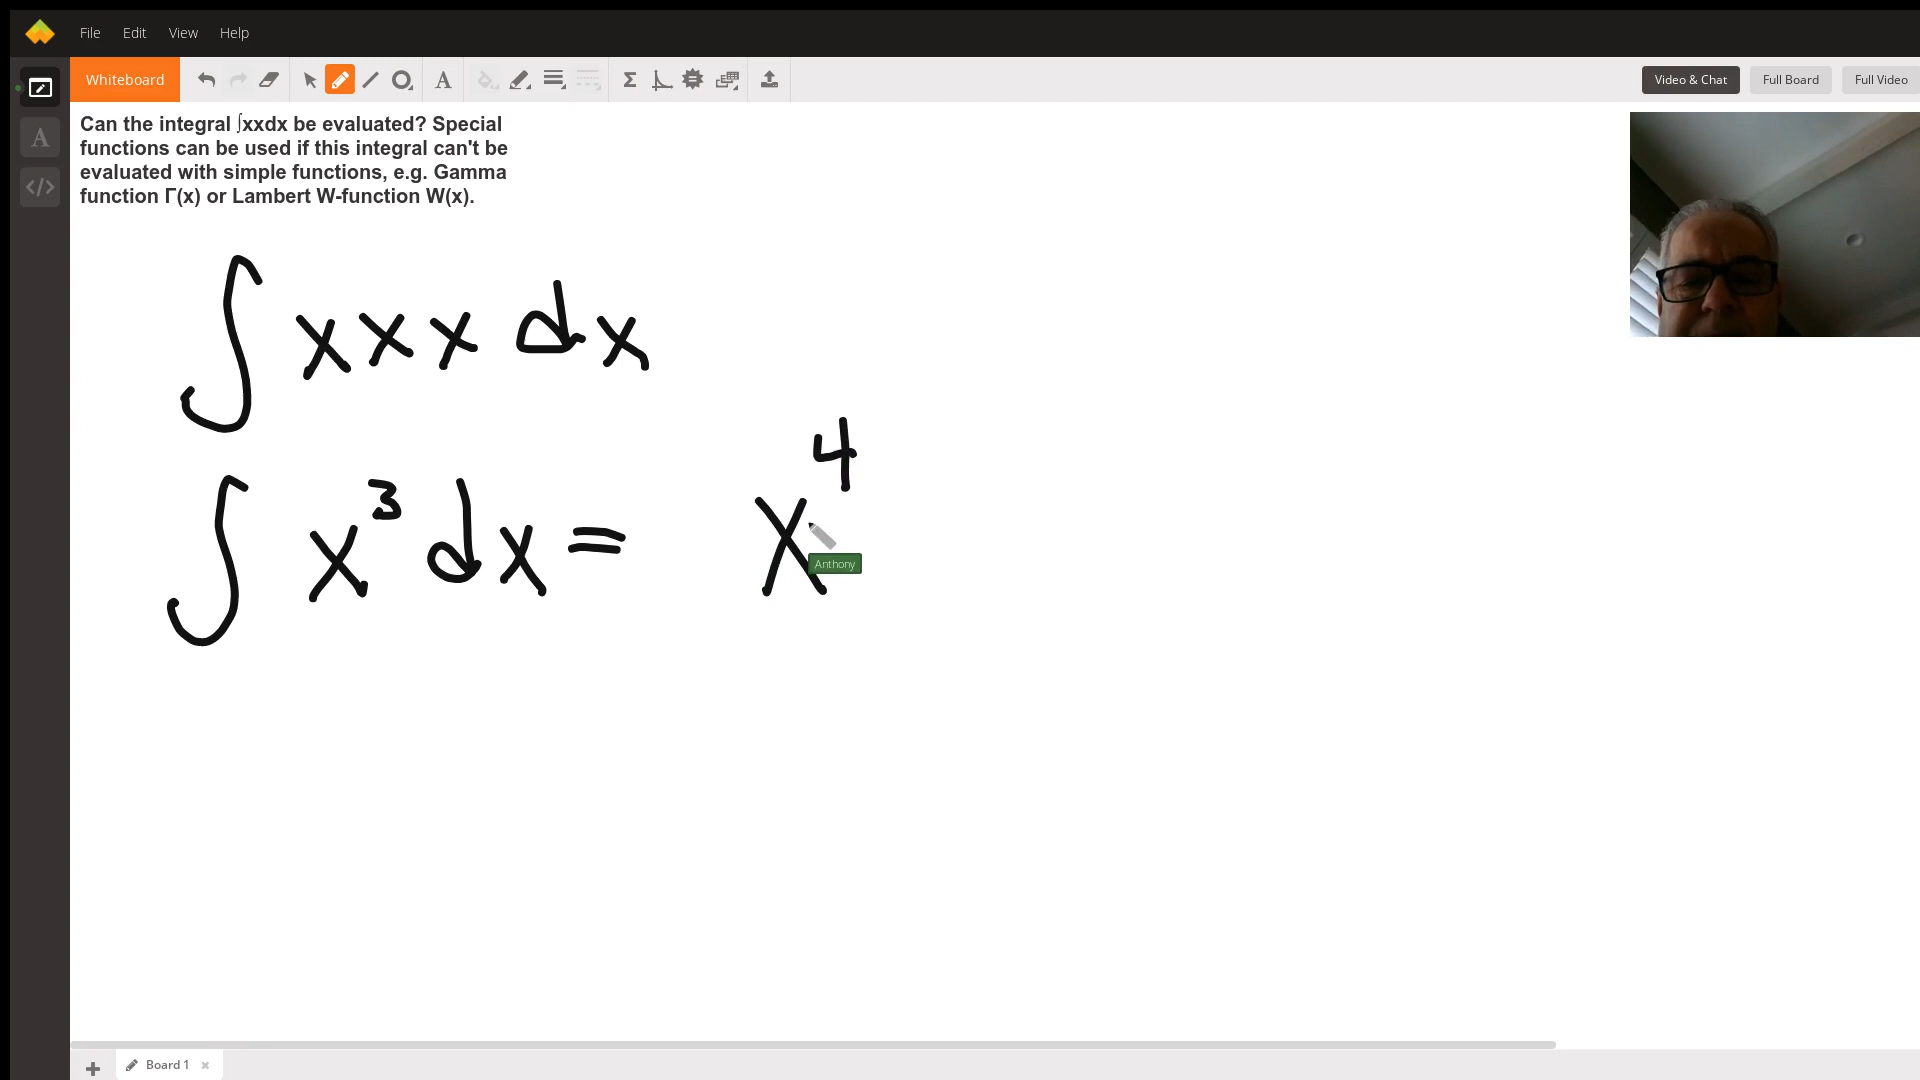 File Edit View Help
Whiteboard
A
Σ
Video & Chat Full Board Full Video
A
</>
Can the integral ∫xxdx be evaluated? Special
functions can be used if this integral can't be
evaluated with simple functions, e.g. Gamma
function Γ(x) or Lambert W-function W(x).
∫ x x x dx
∫ x³ dx = x⁴
Anthony
+ Board 1 ×